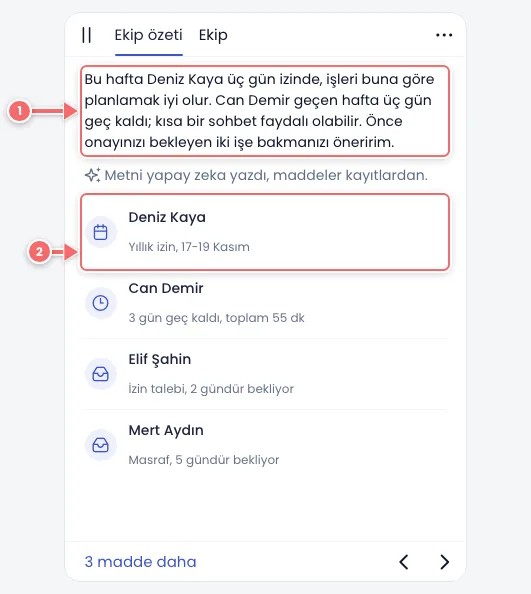 Ekip özeti Ekip
Bu hafta Deniz Kaya üç gün izinde, işleri buna göre
planlamak iyi olur. Can Demir geçen hafta üç gün
geç kaldı; kısa bir sohbet faydalı olabilir. Önce
onayınızı bekleyen iki işe bakmanızı öneririm.
1
Metni yapay zeka yazdı, maddeler kayıtlardan.
Deniz Kaya
Yıllık izin, 17-19 Kasım
2
Can Demir
3 gün geç kaldı, toplam 55 dk
Elif Şahin
İzin talebi, 2 gündür bekliyor
Mert Aydın
Masraf, 5 gündür bekliyor
3 madde daha